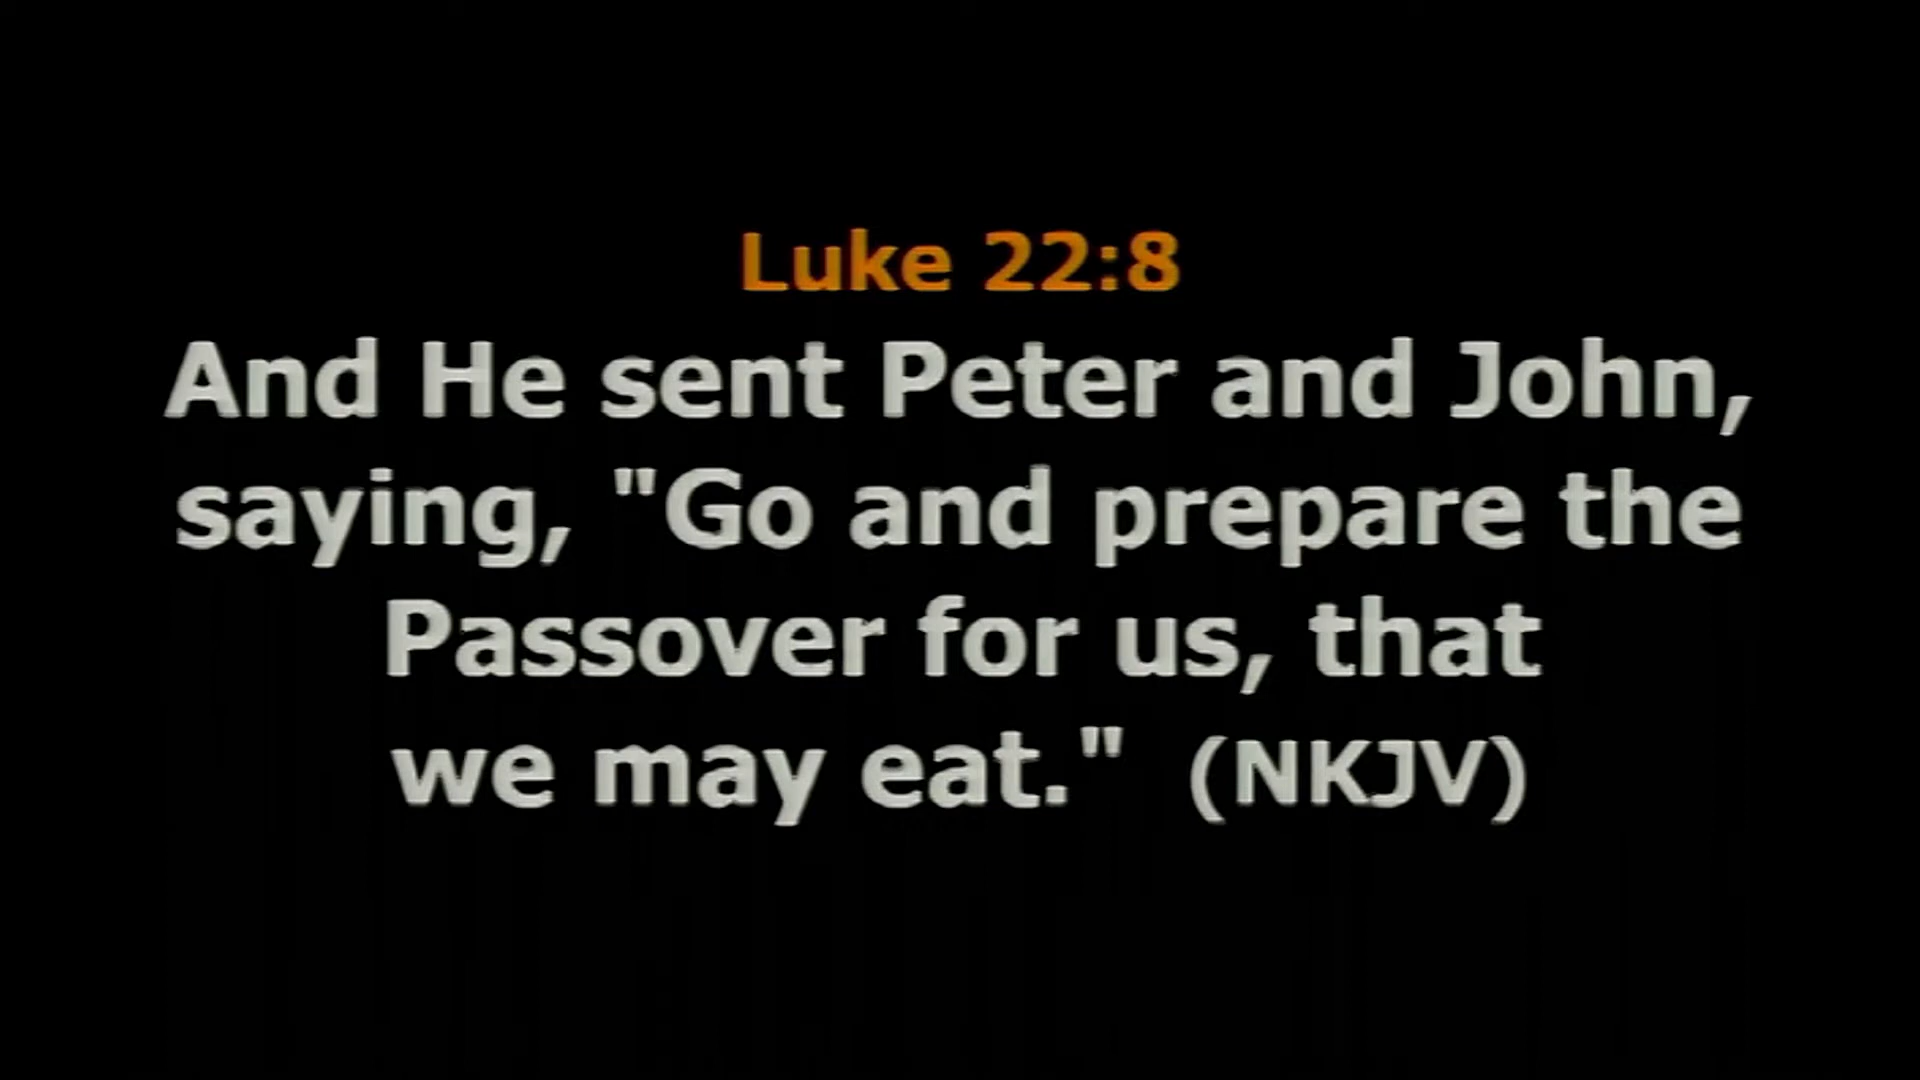 Luke 22:8
And He sent Peter and John,
saying, "Go and prepare the
Passover for us, that
we may eat." (NKJV)